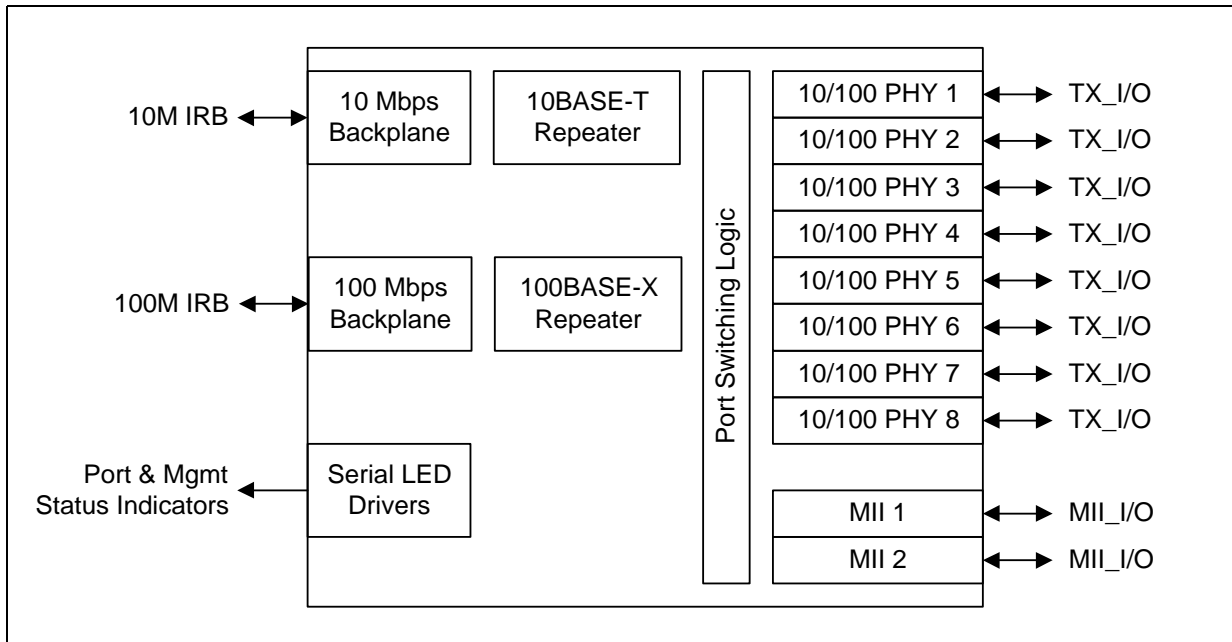 10M IRB
10 Mbps
Backplane
10BASE-T
Repeater
100M IRB
100 Mbps
Backplane
100BASE-X
Repeater
Port & Mgmt
Status Indicators
Serial LED
Drivers
Port Switching Logic
10/100 PHY 1
TX_I/O
10/100 PHY 2
TX_I/O
10/100 PHY 3
TX_I/O
10/100 PHY 4
TX_I/O
10/100 PHY 5
TX_I/O
10/100 PHY 6
TX_I/O
10/100 PHY 7
TX_I/O
10/100 PHY 8
TX_I/O
MII 1
MII_I/O
MII 2
MII_I/O